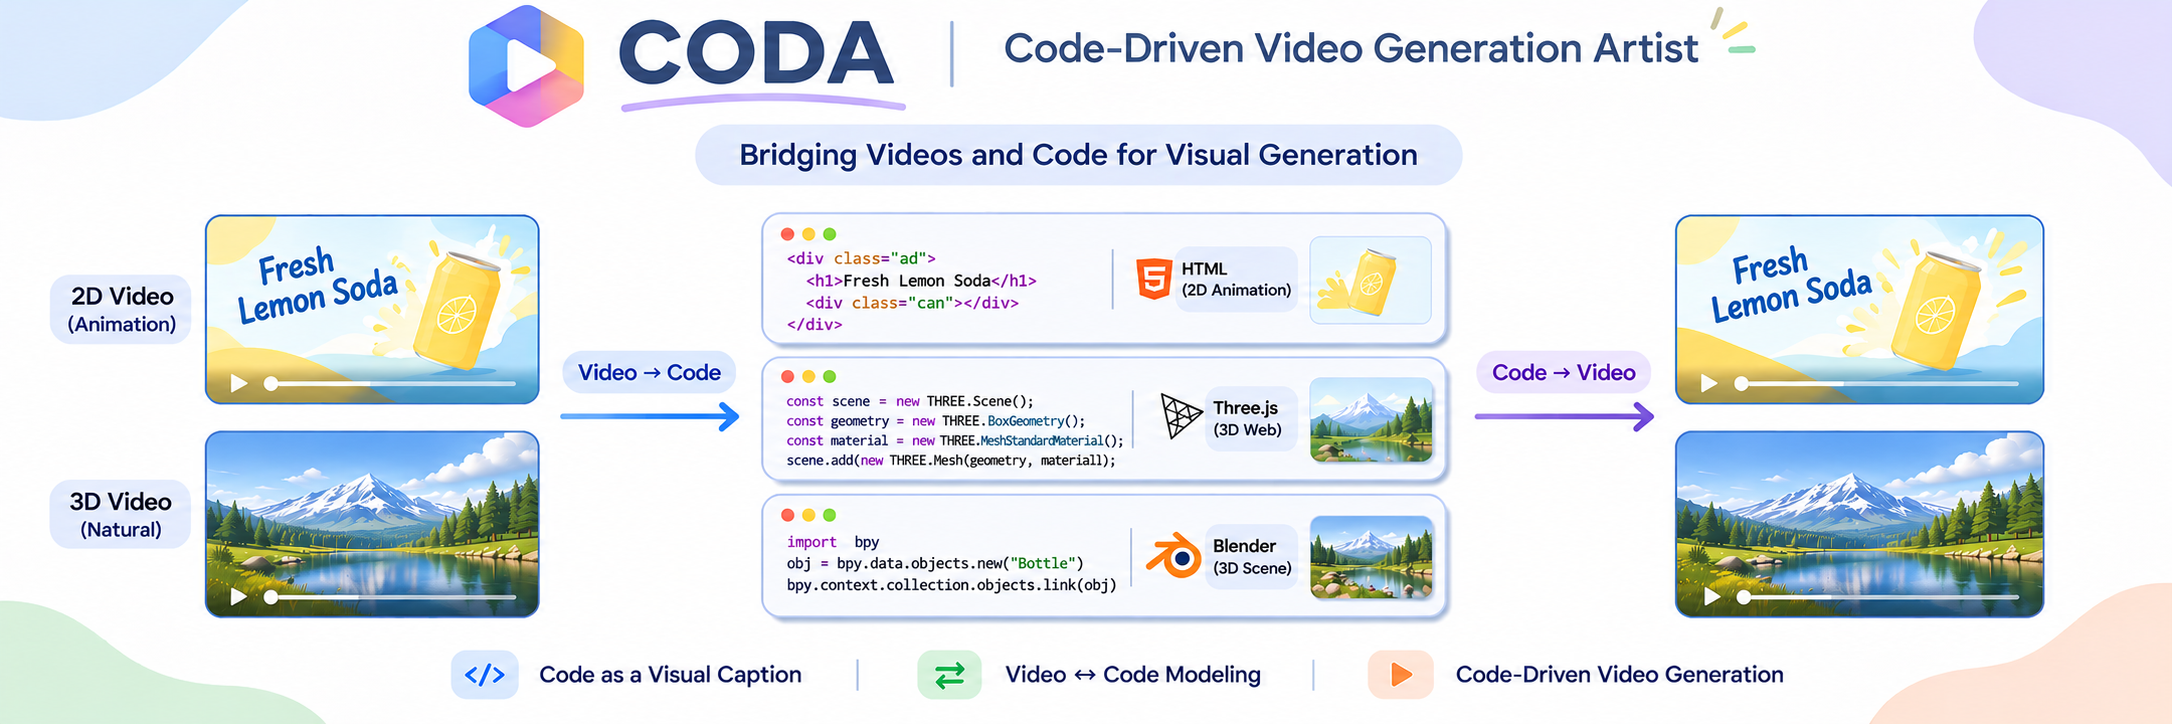 CODA
Code-Driven Video Generation Artist
Bridging Videos and Code for Visual Generation
2D Video
(Animation)
Fresh
Lemon Soda
3D Video
(Natural)
Video → Code
<div class="ad">
<h1>Fresh Lemon Soda</h1>
<div class="can"></div>
</div>
HTML
(2D Animation)
const scene = new THREE.Scene();
const geometry = new THREE.BoxGeometry();
const material = new THREE.MeshStandardMaterial();
scene.add(new THREE.Mesh(geometry, materiall);
Three.js
(3D Web)
import bpy
obj = bpy.data.objects.new("Bottle")
bpy.context.collection.objects.link(obj)
Blender
(3D Scene)
Code → Video
Fresh
Lemon Soda
</> Code as a Visual Caption
Video ↔ Code Modeling
Code-Driven Video Generation